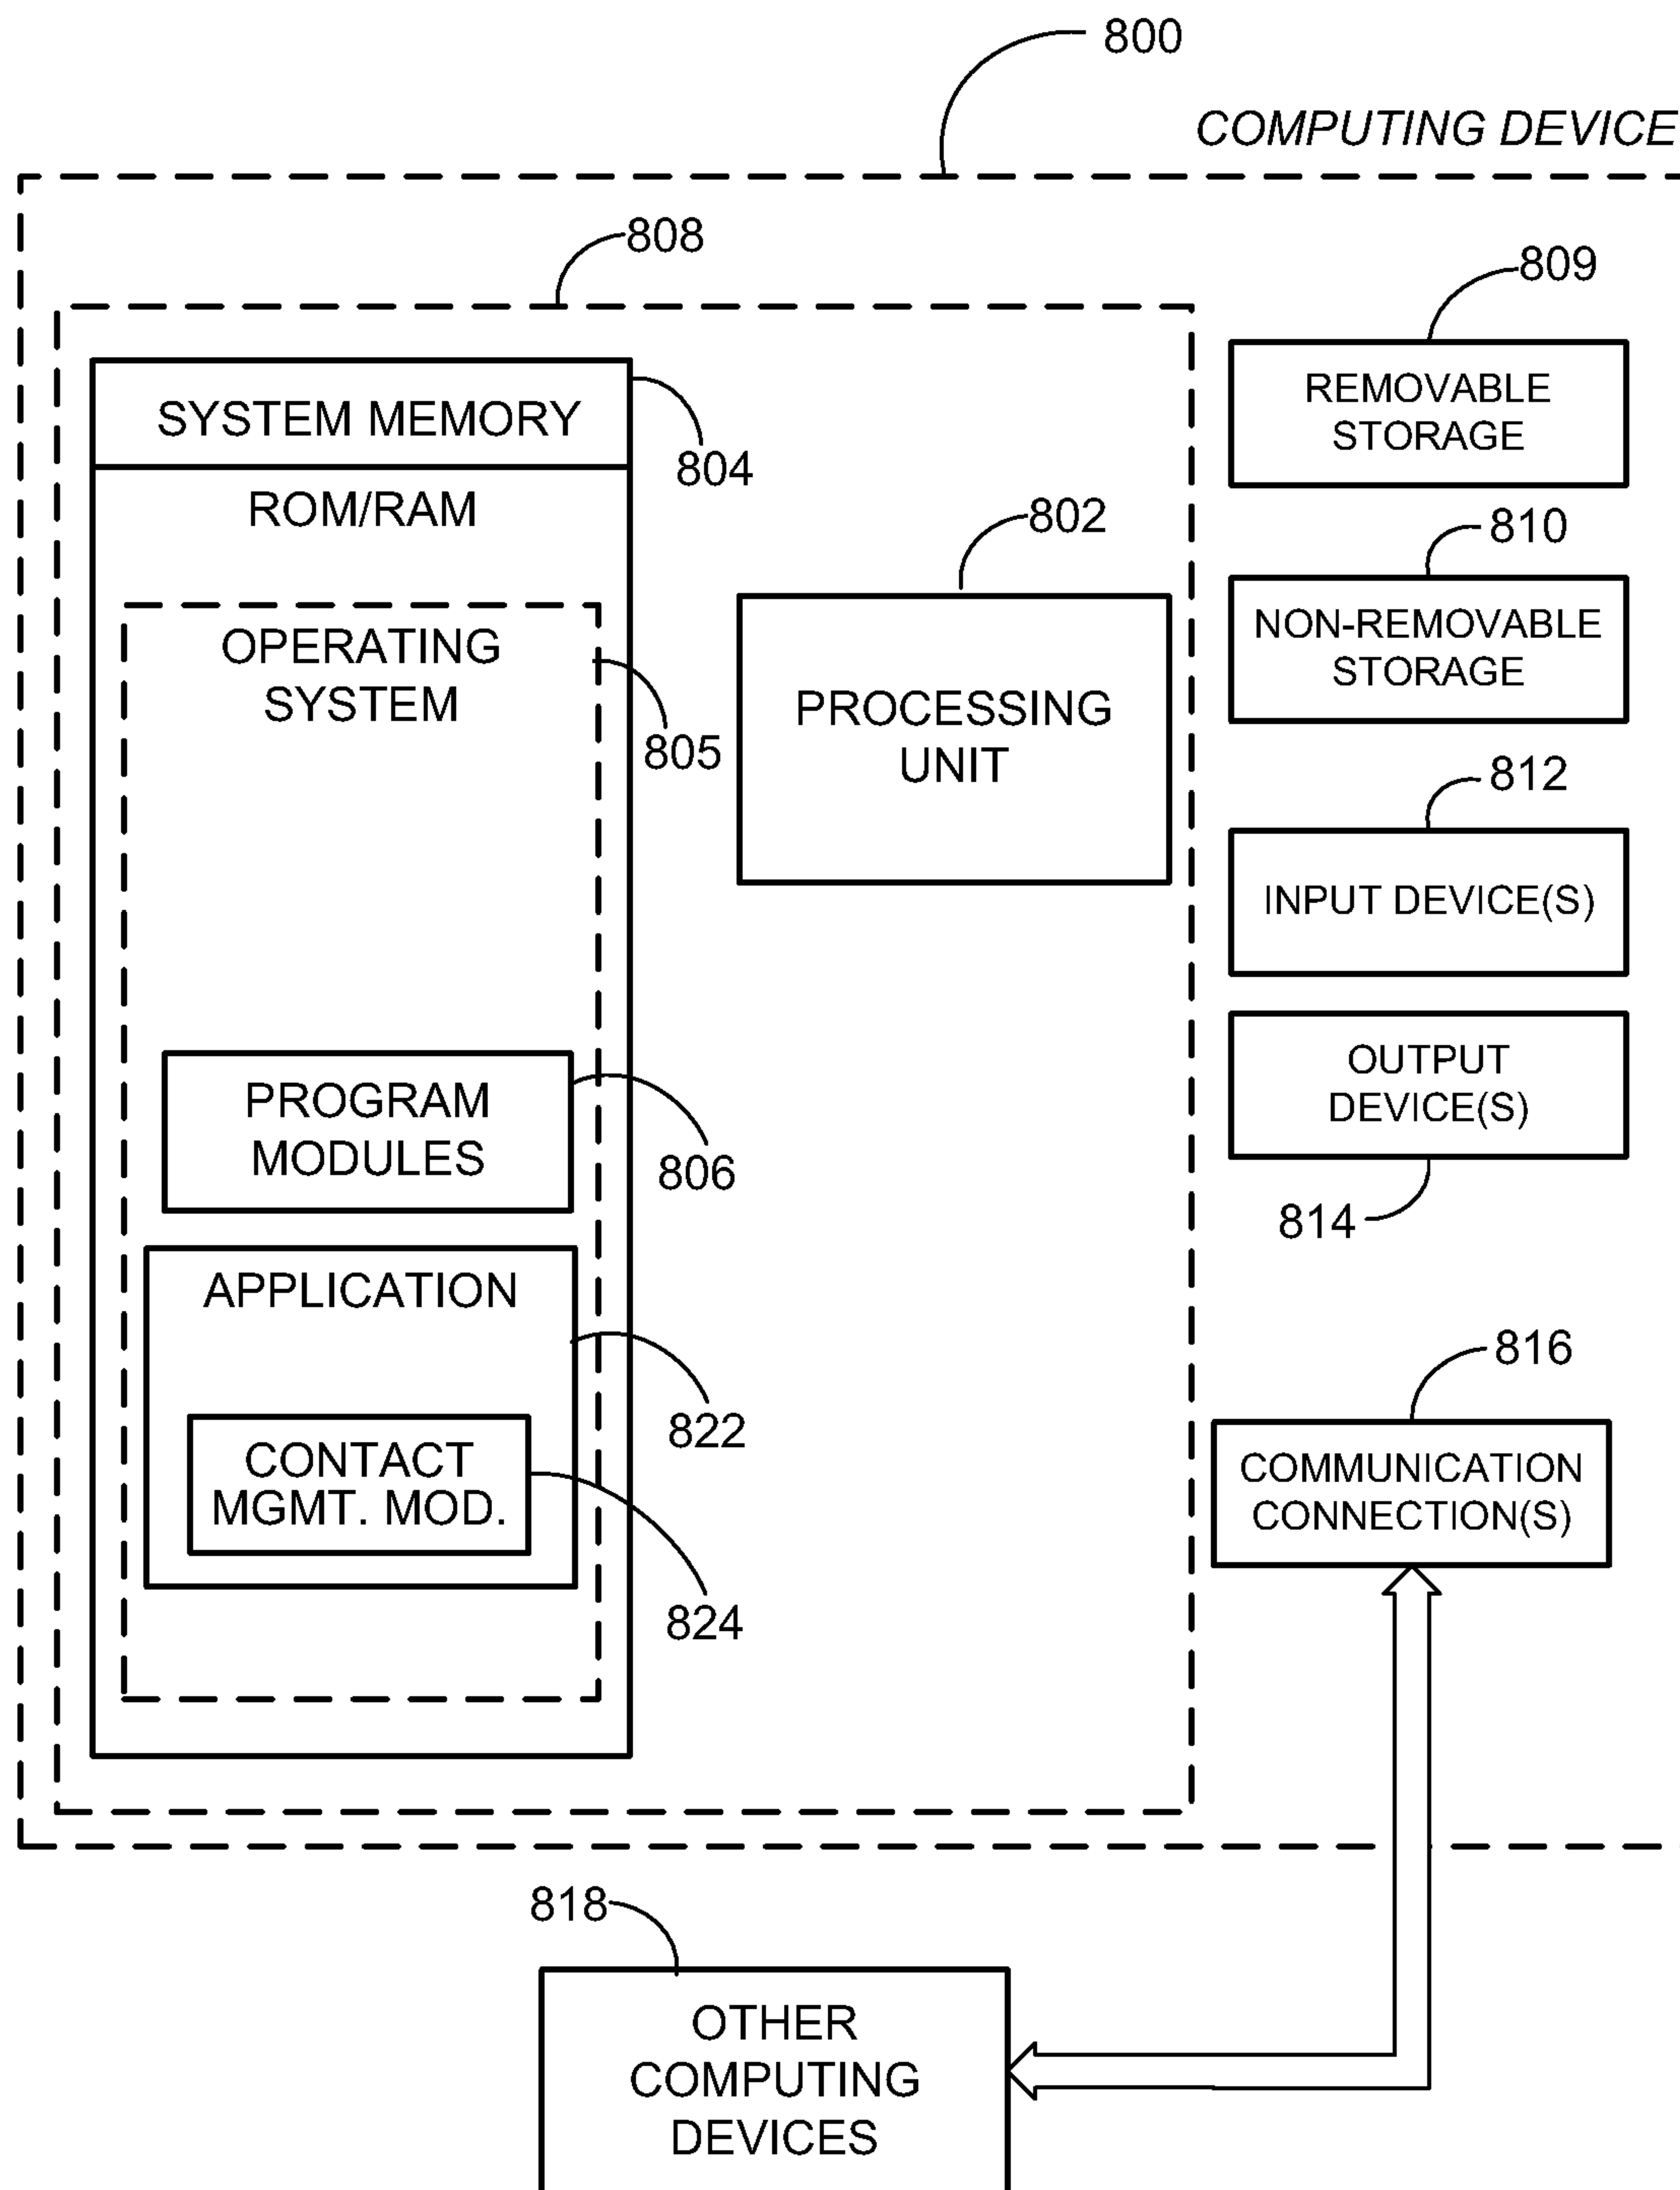 800
COMPUTING DEVICE
808
809
SYSTEM MEMORY
804
REMOVABLE
STORAGE
ROM/RAM
802
810
OPERATING
SYSTEM
805
PROCESSING
UNIT
NON-REMOVABLE
STORAGE
812
INPUT DEVICE(S)
PROGRAM
MODULES
806
OUTPUT
DEVICE(S)
814
APPLICATION
822
816
CONTACT
MGMT. MOD.
824
COMMUNICATION
CONNECTION(S)
818
OTHER
COMPUTING
DEVICES